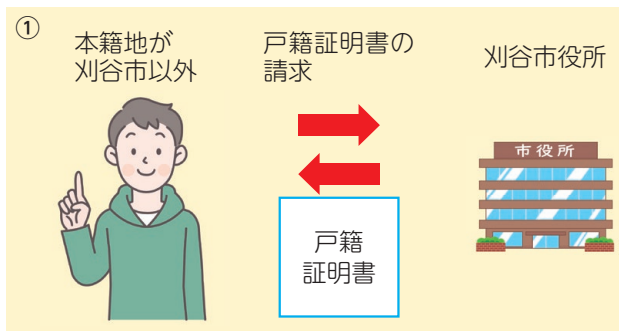 ①
本籍地が
刈谷市以外
戸籍証明書の
請求
刈谷市役所
市役所
戸籍
証明書